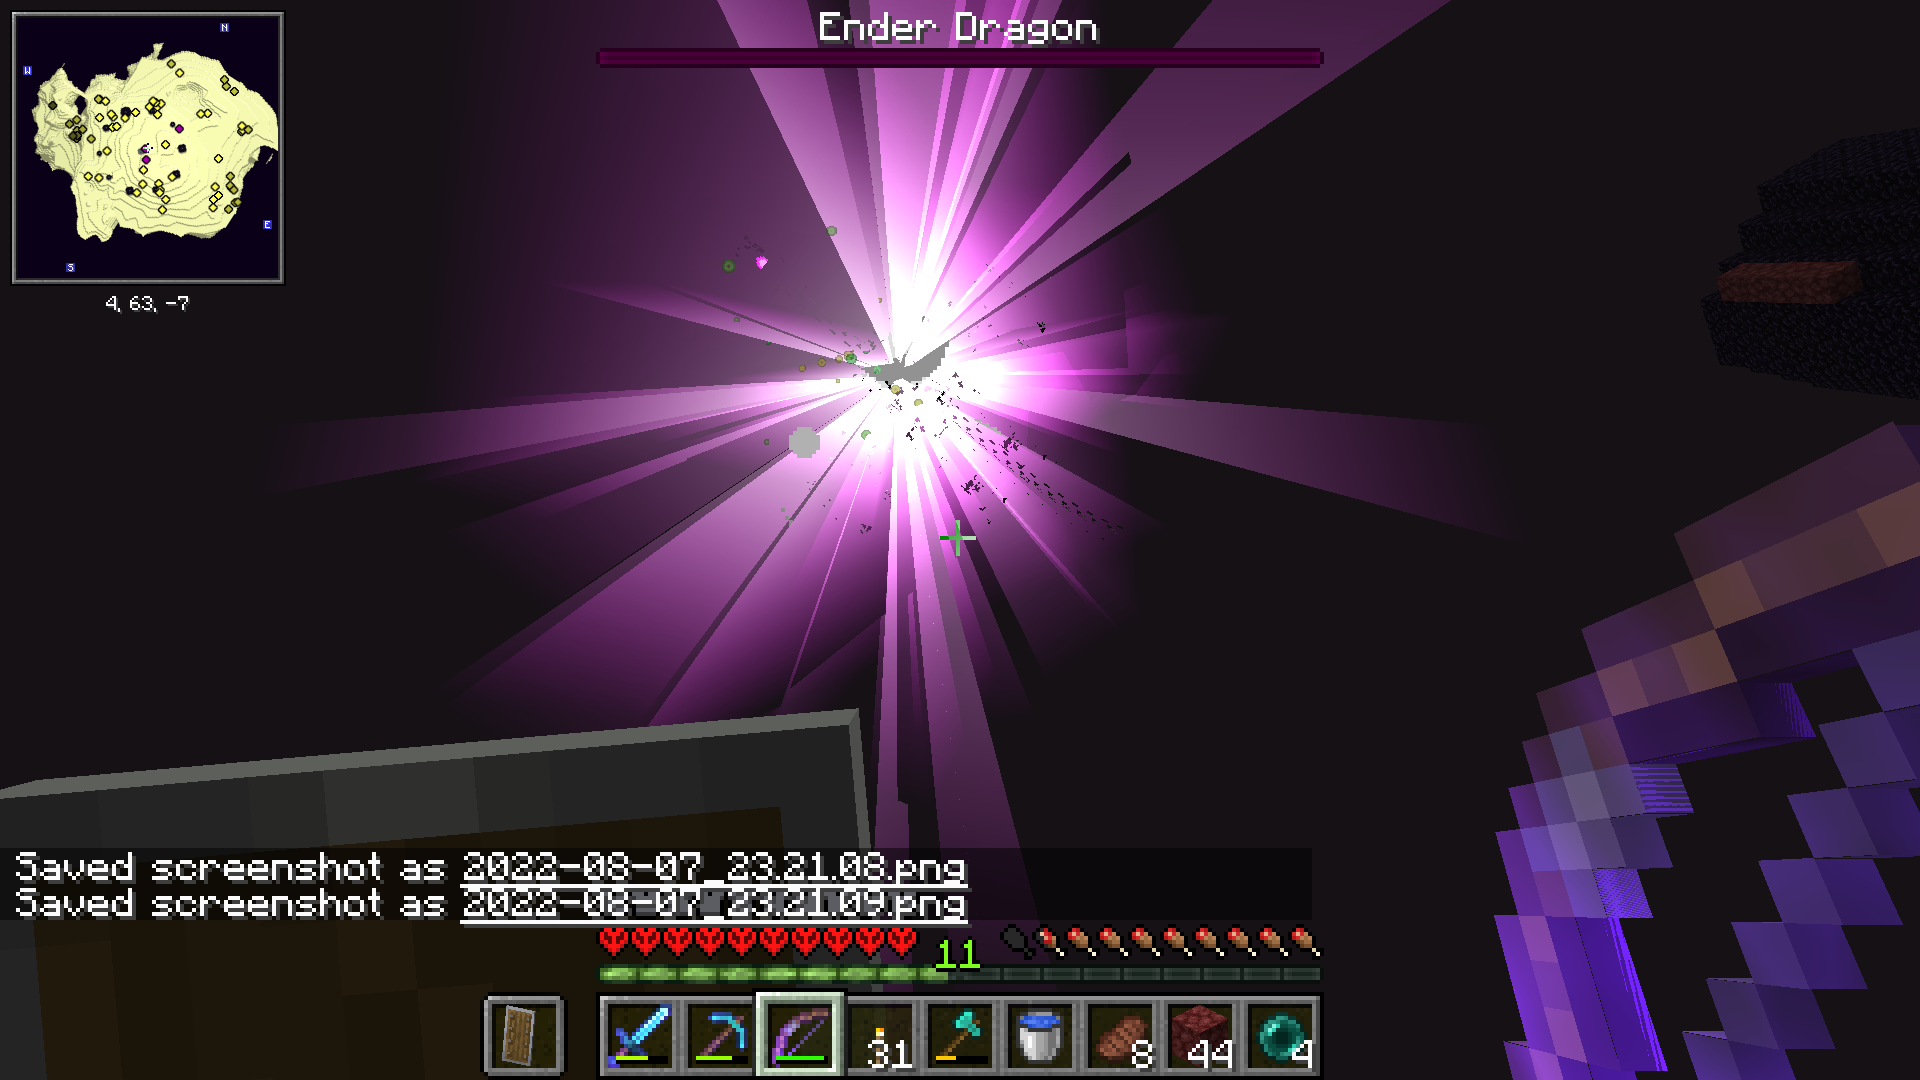 Ender Dragon
N
W
E
S
4, 63, -7
Saved screenshot as 2022-08-07_23.21.08.png
Saved screenshot as 2022-08-07_23.21.09.png
11
31
8
44
4